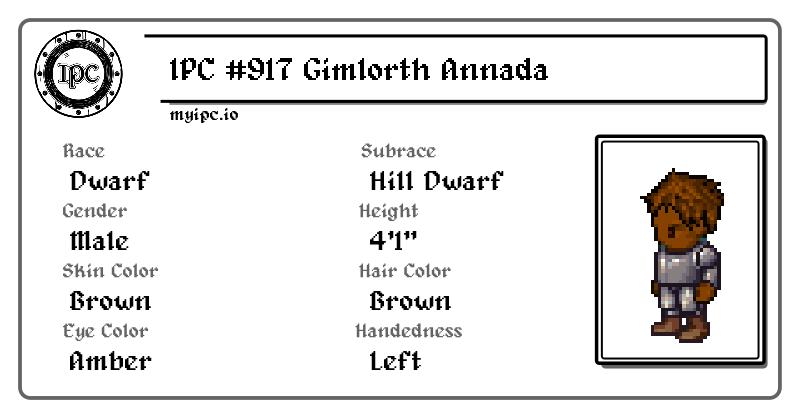 IPC
IPC #917 Gimlorth Annada
myipc.io
Race
Dwarf
Subrace
Hill Dwarf
Gender
Male
Height
4'1"
Skin Color
Brown
Hair Color
Brown
Eye Color
Amber
Handedness
Left